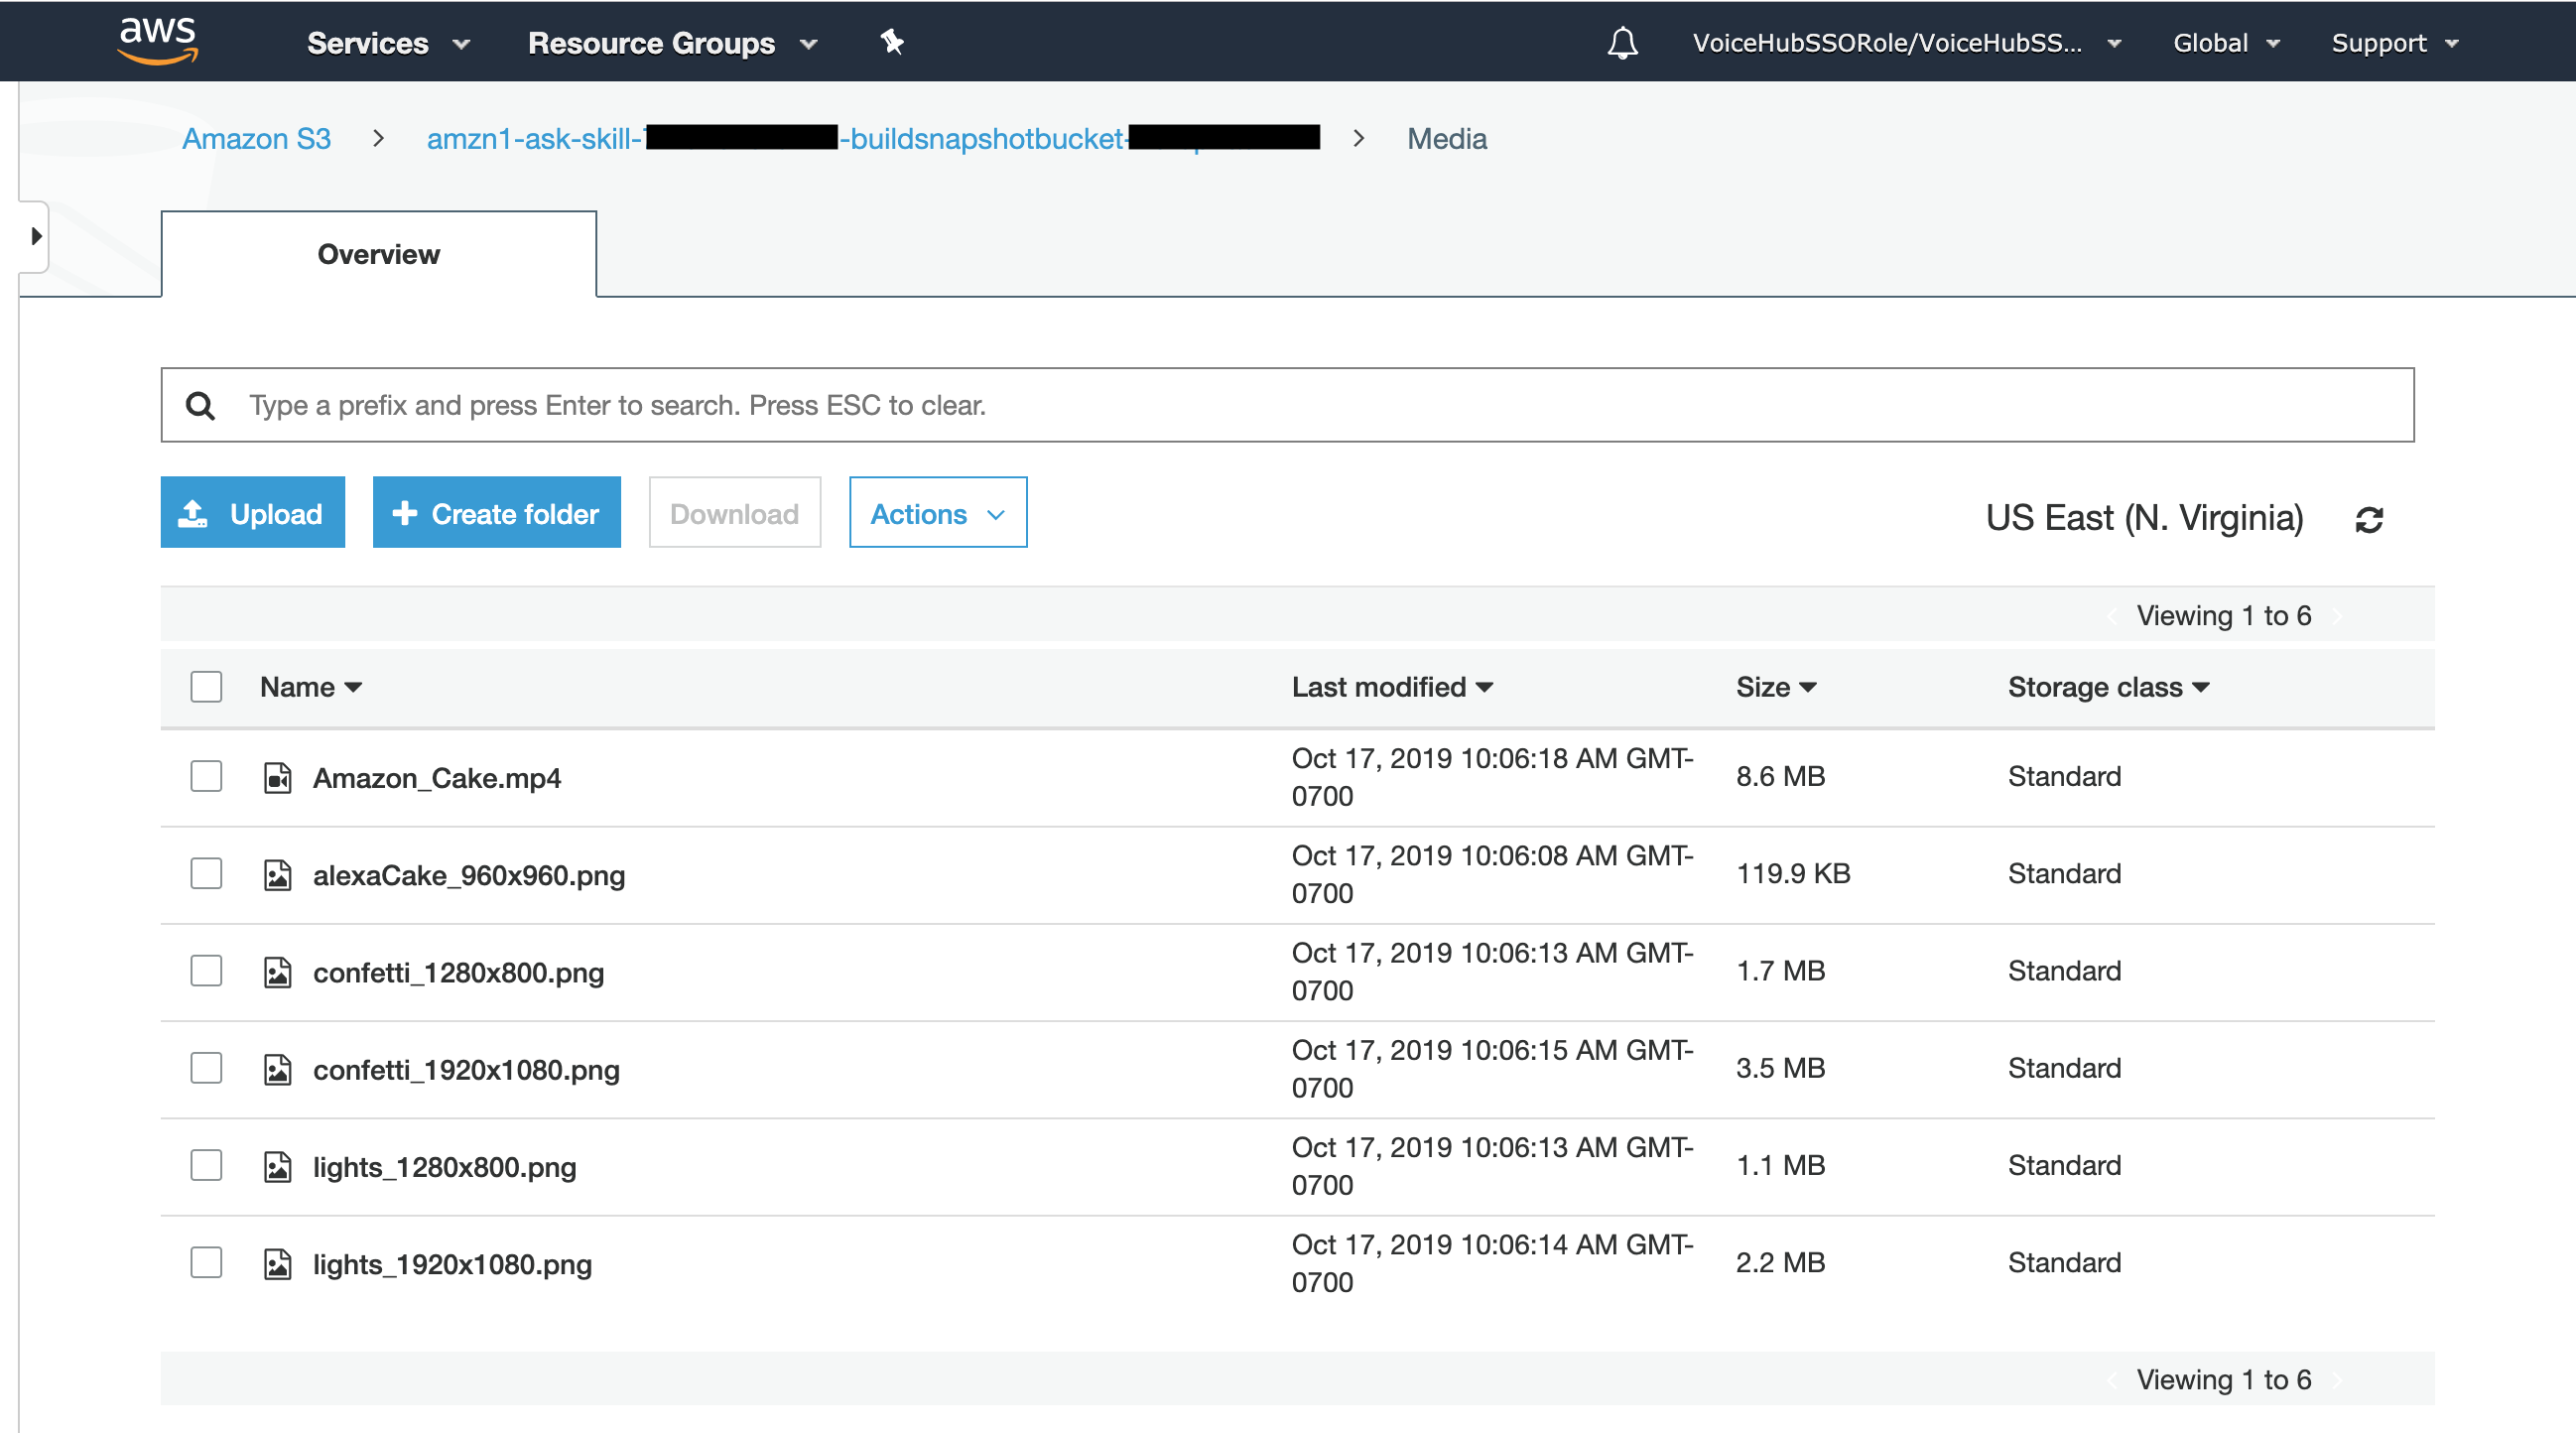 aws Services Resource Groups VoiceHubSSORole/VoiceHubSS... Global Support
Amazon S3 > amzn1-ask-skill- -buildsnapshotbucket- > Media
Overview
Type a prefix and press Enter to search. Press ESC to clear.
Upload + Create folder Download Actions US East (N. Virginia)
Viewing 1 to 6
Name Last modified Size Storage class
Amazon_Cake.mp4 Oct 17, 2019 10:06:18 AM GMT- 8.6 MB Standard
0700
alexaCake_960x960.png Oct 17, 2019 10:06:08 AM GMT- 119.9 KB Standard
0700
confetti_1280x800.png Oct 17, 2019 10:06:13 AM GMT- 1.7 MB Standard
0700
confetti_1920x1080.png Oct 17, 2019 10:06:15 AM GMT- 3.5 MB Standard
0700
lights_1280x800.png Oct 17, 2019 10:06:13 AM GMT- 1.1 MB Standard
0700
lights_1920x1080.png Oct 17, 2019 10:06:14 AM GMT- 2.2 MB Standard
0700
Viewing 1 to 6